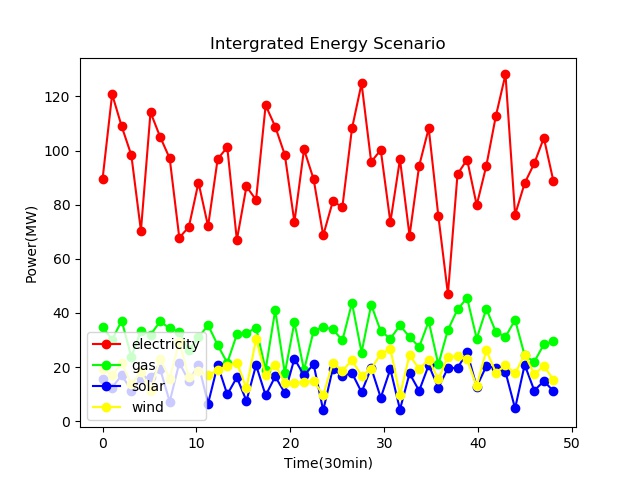 Intergrated Energy Scenario
Power(MW)
120
100
80
60
40
20
0
electricity
gas
solar
wind
0 10 20 30 40 50
Time(30min)